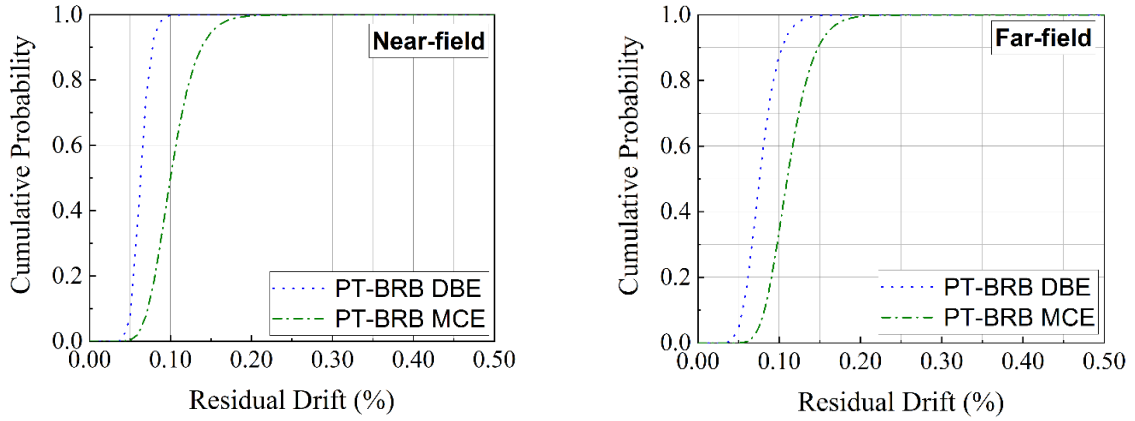 1.0
0.8
0.6
0.4
0.2
0.0
Cumulative Probability
Near-field
PT-BRB DBE
PT-BRB MCE
0.00 0.10 0.20 0.30 0.40 0.50
Residual Drift (%)
1.0
0.8
0.6
0.4
0.2
0.0
Cumulative Probability
Far-field
PT-BRB DBE
PT-BRB MCE
0.00 0.10 0.20 0.30 0.40 0.50
Residual Drift (%)